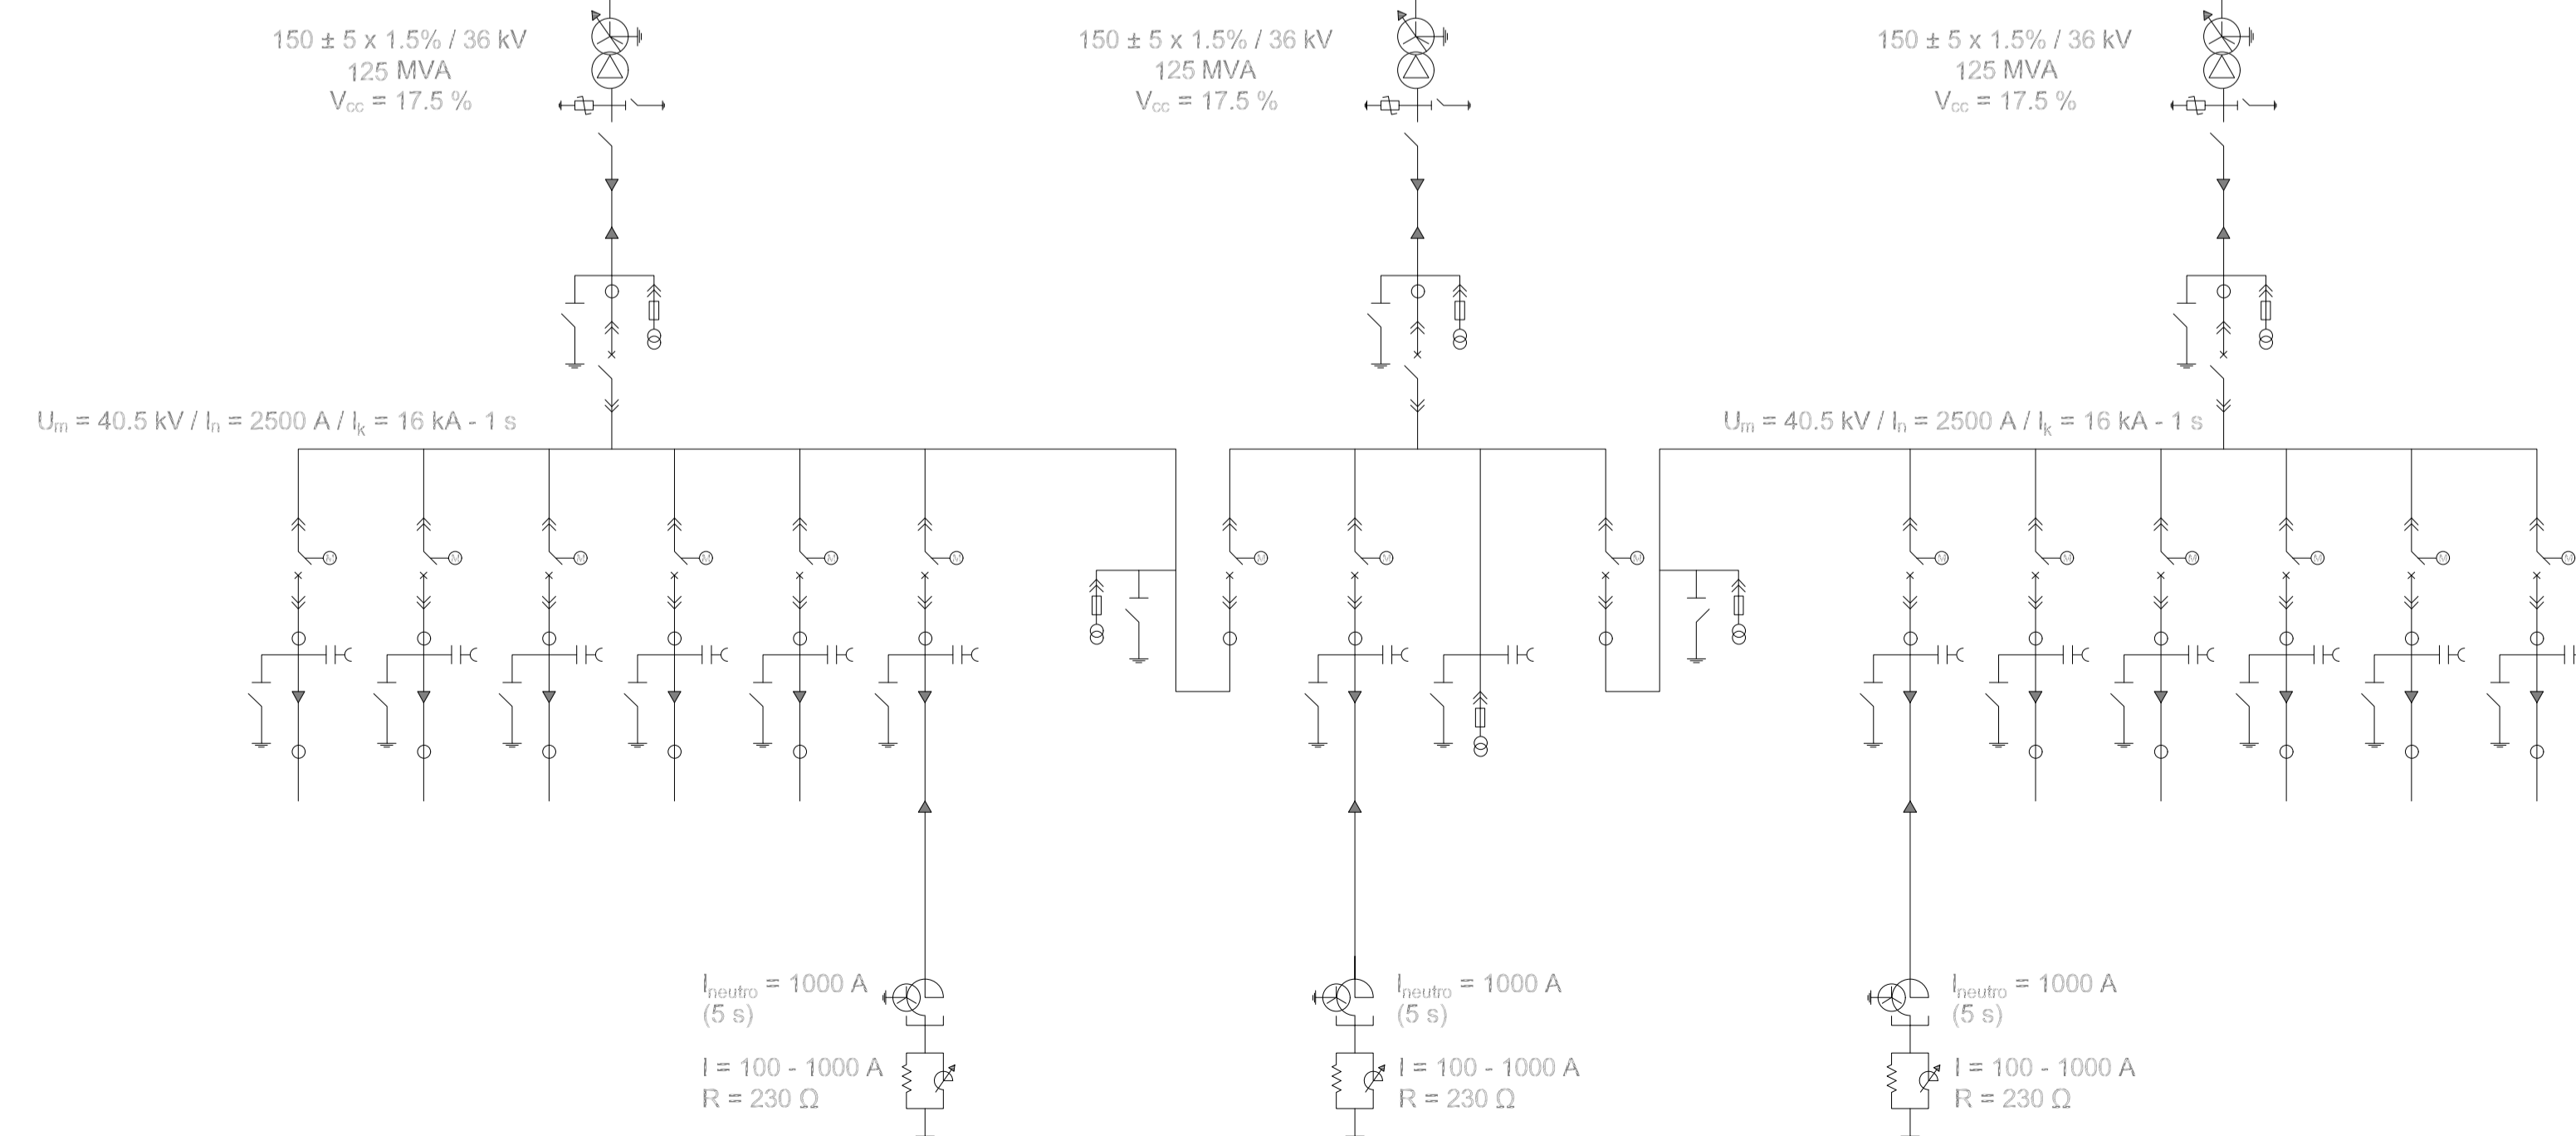 150 ± 5 x 1.5% / 36 kV
125 MVA
Vcc = 17.5 %
150 ± 5 x 1.5% / 36 kV
125 MVA
Vcc = 17.5 %
150 ± 5 x 1.5% / 36 kV
125 MVA
Vcc = 17.5 %
Um = 40.5 kV / In = 2500 A / Ik = 16 kA - 1 s
Um = 40.5 kV / In = 2500 A / Ik = 16 kA - 1 s
M M M M M M M M M M M M M M M
Ineutro = 1000 A
(5 s)
I = 100 - 1000 A
R = 230 Ω
Ineutro = 1000 A
(5 s)
I = 100 - 1000 A
R = 230 Ω
Ineutro = 1000 A
(5 s)
I = 100 - 1000 A
R = 230 Ω